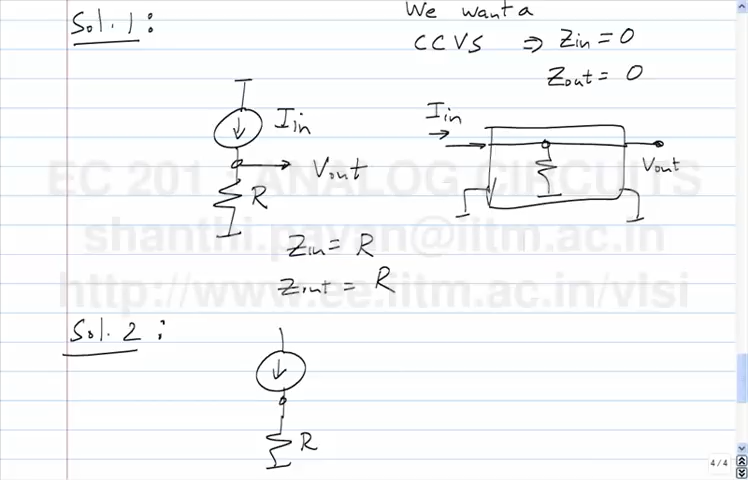 Sol. 1 :
We want a
CCVS ⇒ Zin = 0
Zout = 0
Iin
Vout
R
Iin
Vout
Zin = R
Zout = R
EC 201 ANALOG CIRCUITS
shanthi.pavan@iitm.ac.in
http://www.ee.iitm.ac.in/vlsi
Sol. 2 :
R
4/4